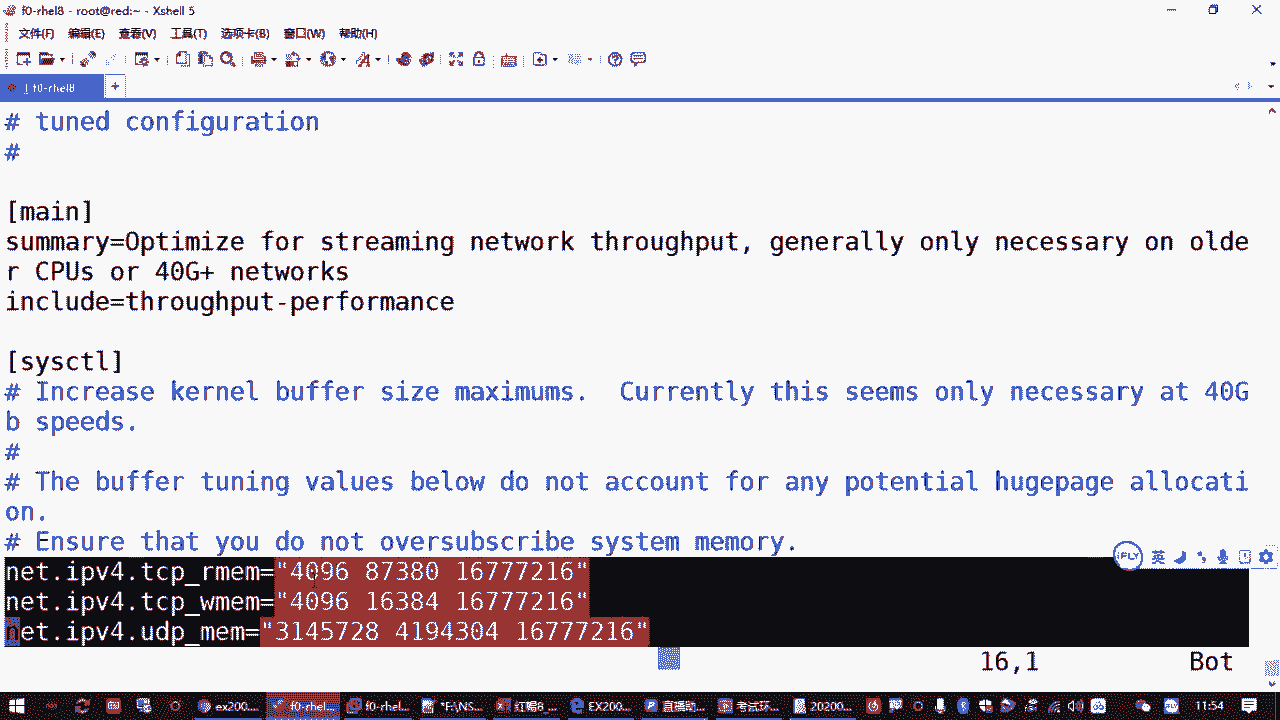 f0-rhel8 - root@red:~ - Xshell 5
文件(F) 编辑(E) 查看(V) 工具(T) 选项卡(B) 窗口(W) 帮助(H)
1 f0-rhel8
# tuned configuration
#
[main]
summary=Optimize for streaming network throughput, generally only necessary on olde
r CPUs or 40G+ networks
include=throughput-performance
[sysctl]
# Increase kernel buffer size maximums.  Currently this seems only necessary at 40G
b speeds.
#
# The buffer tuning values below do not account for any potential hugepage allocati
on.
# Ensure that you do not oversubscribe system memory.
net.ipv4.tcp_rmem="4096 87380 16777216"
net.ipv4.tcp_wmem="4096 16384 16777216"
net.ipv4.udp_mem="3145728 4194304 16777216"
iFLY 英
16,1 Bot
ex200... f0-rhel... f0-rhel... *F:\NS... 红帽8_... EX200... 直播助... 考试环... 20200... 11:54